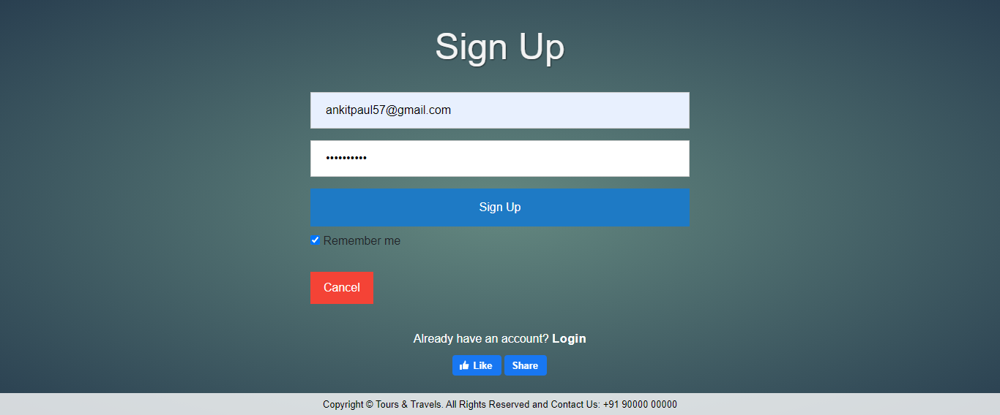 Sign Up
ankitpaul57@gmail.com
••••••••••
Sign Up
Remember me
Cancel
Already have an account? Login
Like Share
Copyright © Tours & Travels. All Rights Reserved and Contact Us: +91 90000 00000